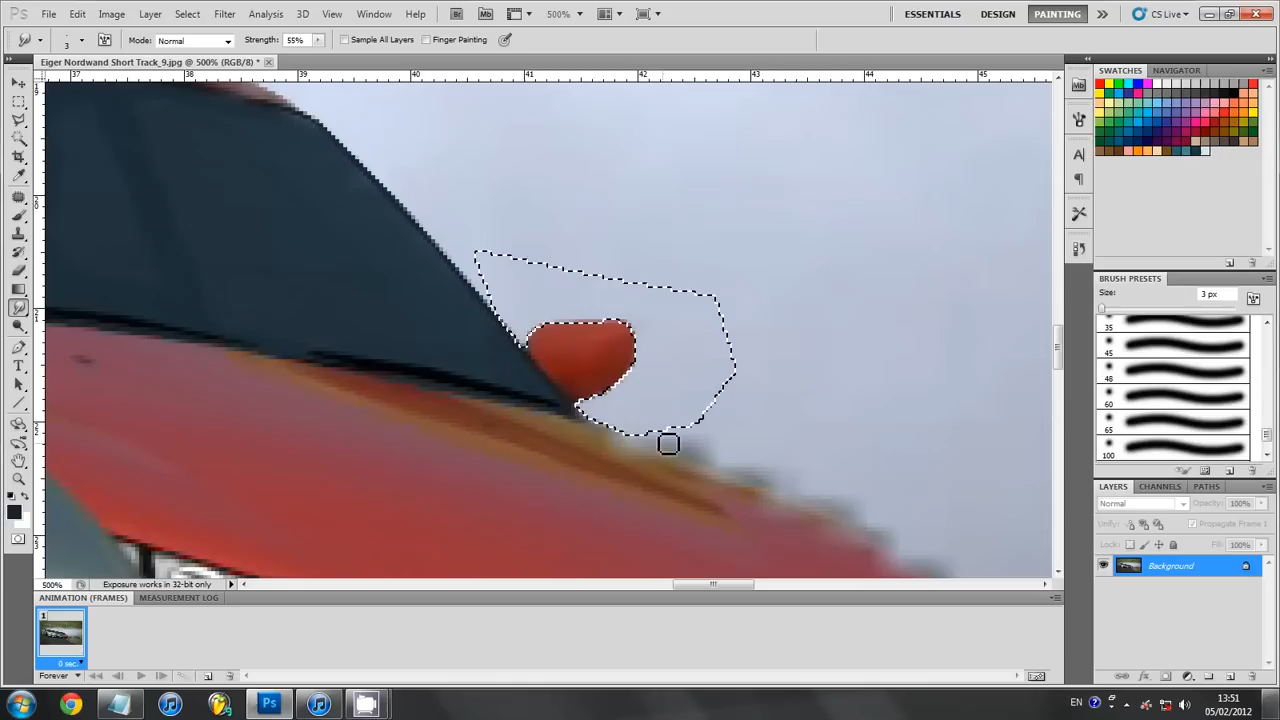 Ps File Edit Image Layer Select Filter Analysis 3D View Window Help Br Mb 500% ESSENTIALS DESIGN PAINTING CS Live
3 Mode: Normal Strength: 55% Sample All Layers Finger Painting
Eiger Nordwand Short Track_9.jpg @ 500% (RGB/8) *
37 38 39 40 41 42 43 44 45
SWATCHES NAVIGATOR
BRUSH PRESETS
Size: 3 px
35
45
48
60
65
100
LAYERS CHANNELS PATHS
Normal Opacity: 100%
Unify: Propagate Frame 1
Lock: Fill: 100%
Background
500% Exposure works in 32-bit only
ANIMATION (FRAMES) MEASUREMENT LOG
1
0 sec.
Forever
EN 13:51
05/02/2012